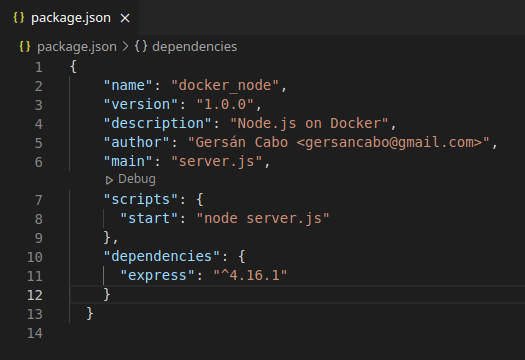 {} package.json ×
{} package.json > {} dependencies
1 {
2 "name": "docker_node",
3 "version": "1.0.0",
4 "description": "Node.js on Docker",
5 "author": "Gersán Cabo <gersancabo@gmail.com>",
6 "main": "server.js",
Debug
7 "scripts": {
8 "start": "node server.js"
9 },
10 "dependencies": {
11 "express": "^4.16.1"
12 }
13 }
14